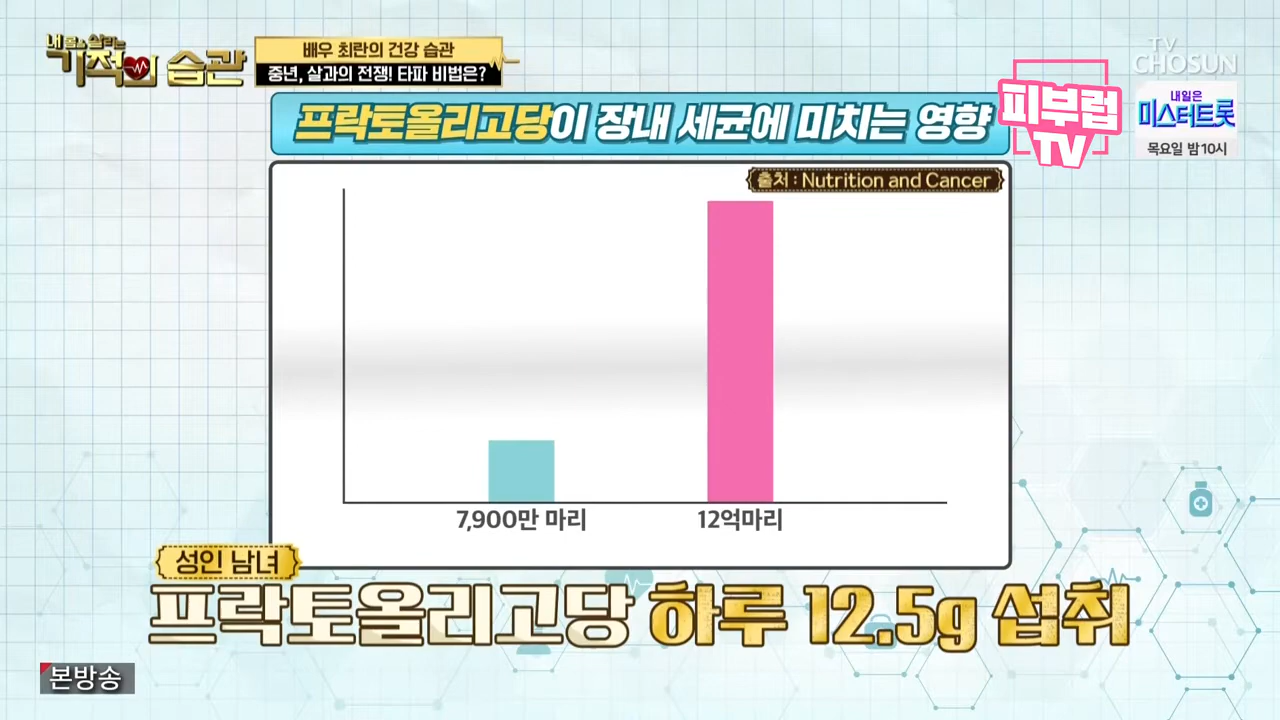 내 몸을 살리는
기적의 습관
배우 최란의 건강 습관
중년, 살과의 전쟁! 타파 비법은?
TV
CHOSUN
피부럽
TV
내일은
미스터트롯
목요일 밤 10시
프락토올리고당이 장내 세균에 미치는 영향
출처 : Nutrition and Cancer
7,900만 마리
12억마리
성인 남녀
프락토올리고당 하루 12.5g 섭취
본방송